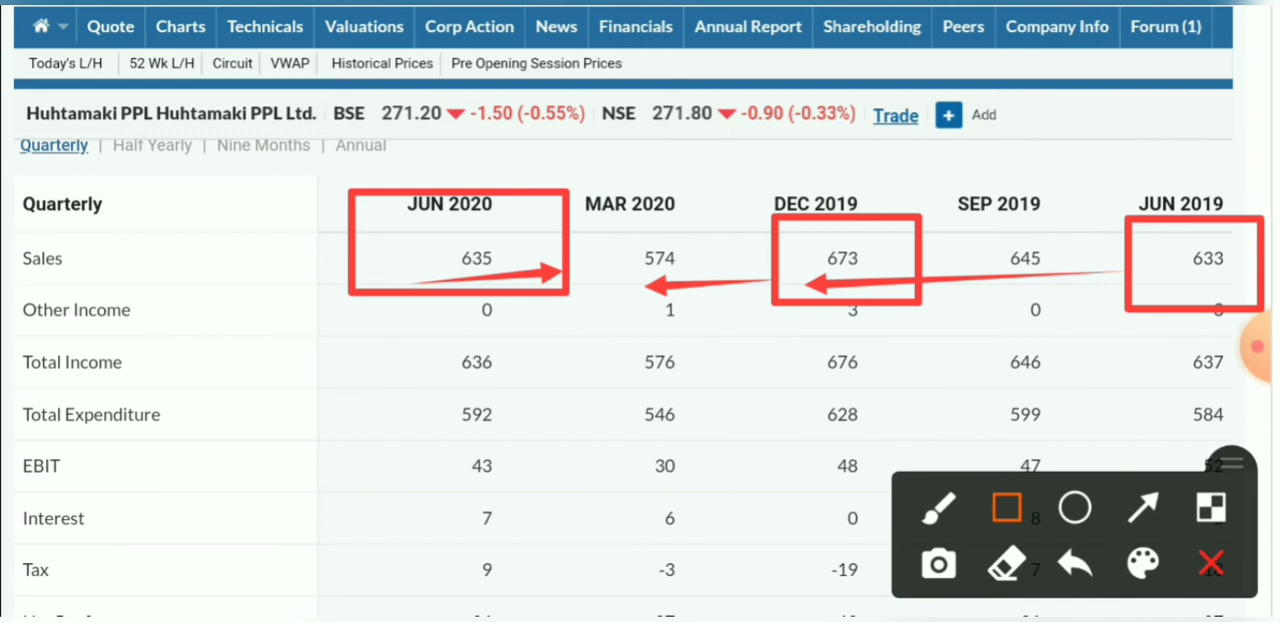 Quote Charts Technicals Valuations Corp Action News Financials Annual Report Shareholding Peers Company Info Forum (1)
Today's L/H 52 Wk L/H Circuit VWAP Historical Prices Pre Opening Session Prices
Huhtamaki PPL Huhtamaki PPL Ltd. BSE 271.20 -1.50 (-0.55%) NSE 271.80 -0.90 (-0.33%) Trade + Add
Quarterly | Half Yearly | Nine Months | Annual
Quarterly JUN 2020 MAR 2020 DEC 2019 SEP 2019 JUN 2019
Sales 635 574 673 645 633
Other Income 0 1 3 0 3
Total Income 636 576 676 646 637
Total Expenditure 592 546 628 599 584
EBIT 43 30 48 47 52
Interest 7 6 0 8
Tax 9 -3 -19 7